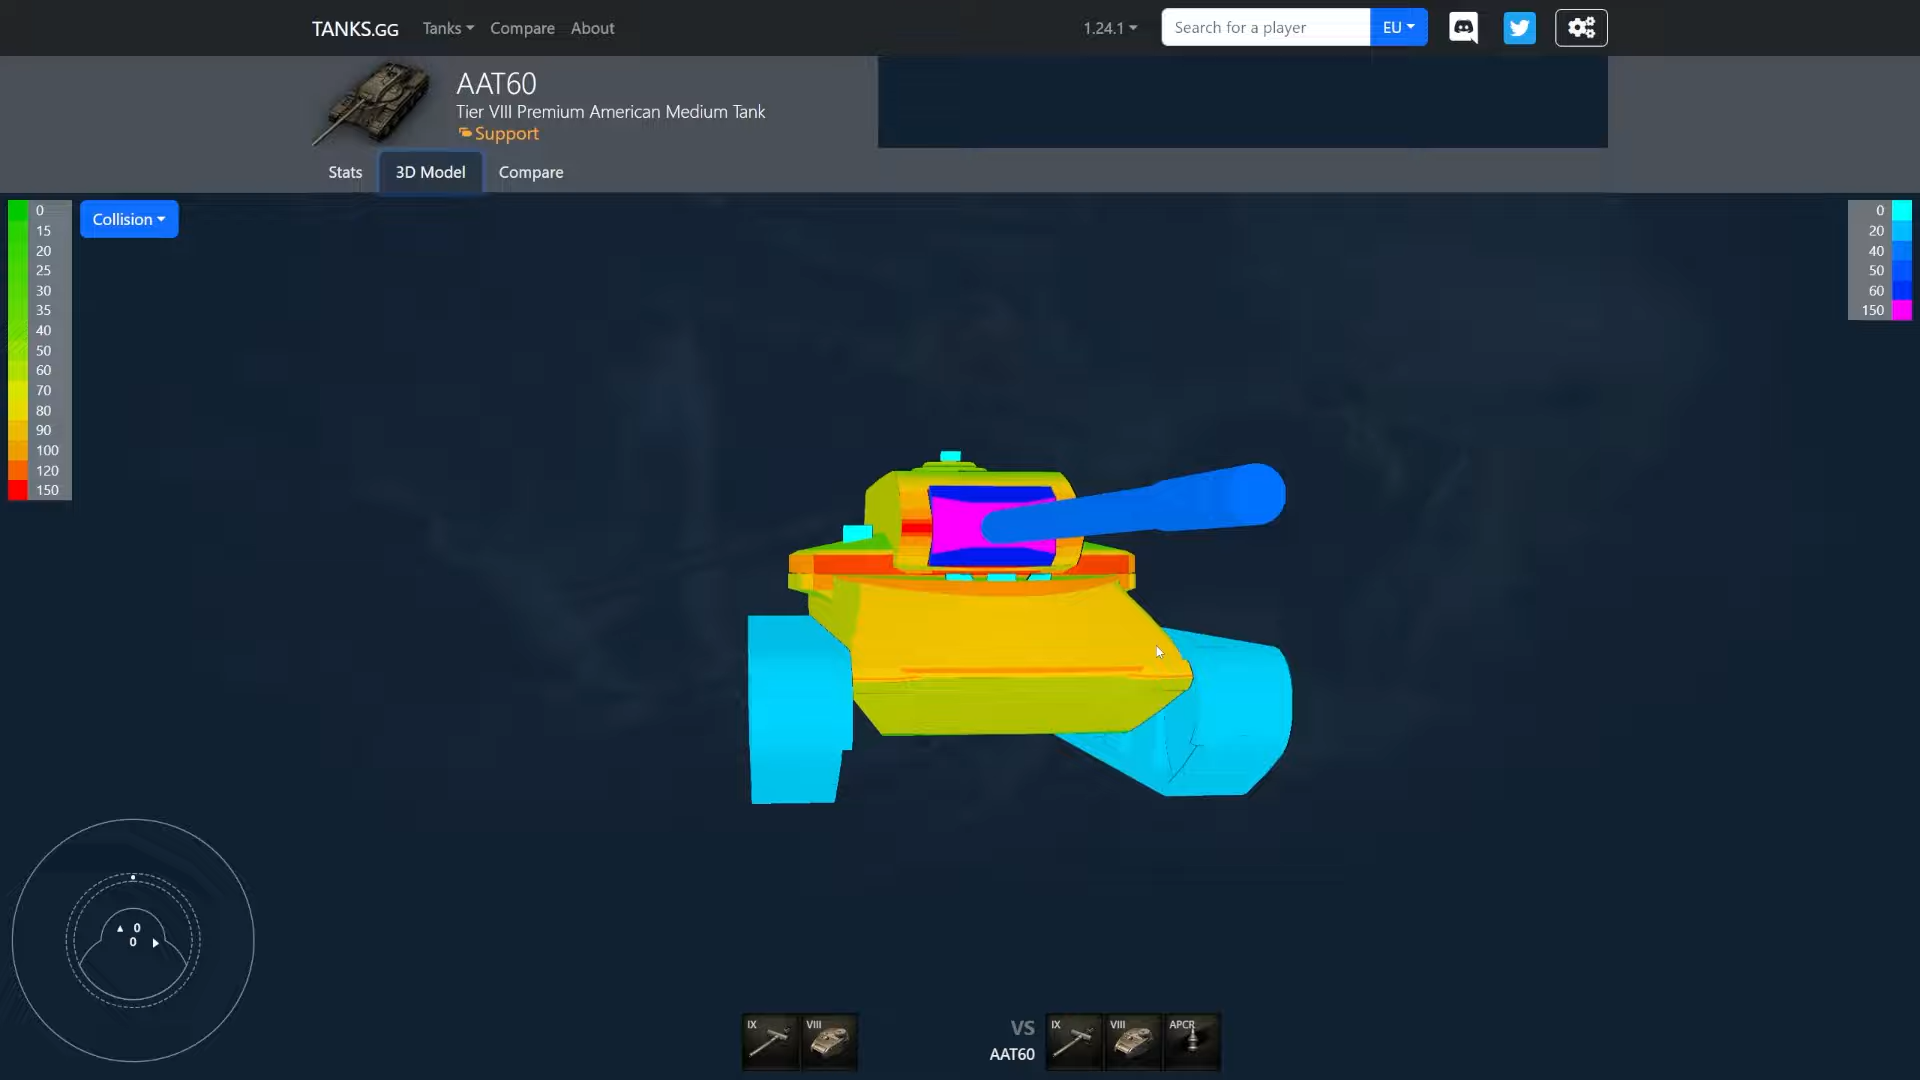 TANKS.GG Tanks Compare About 1.24.1 Search for a player EU
AAT60
Tier VIII Premium American Medium Tank
Support
Stats 3D Model Compare
Collision
0
15
20
25
30
35
40
50
60
70
80
90
100
120
150
0
20
40
50
60
150
0
0
IX VIII
VS
AAT60
IX VIII APCR